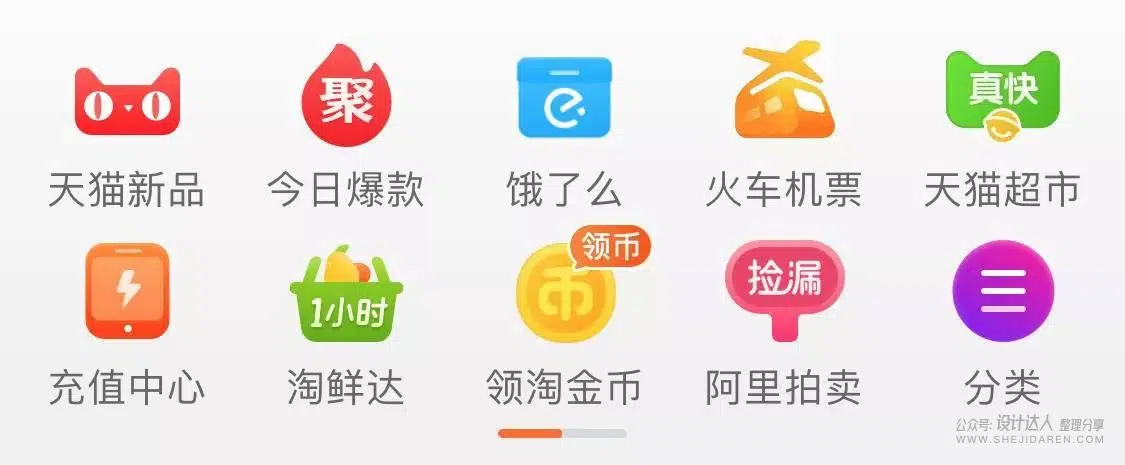 聚
真快
天猫新品
今日爆款
饿了么
火车机票
天猫超市
领币
1小时
币
捡漏
充值中心
淘鲜达
领淘金币
阿里拍卖
分类
公众号: 设计达人 整理分享
WWW.SHEJIDAREN.COM